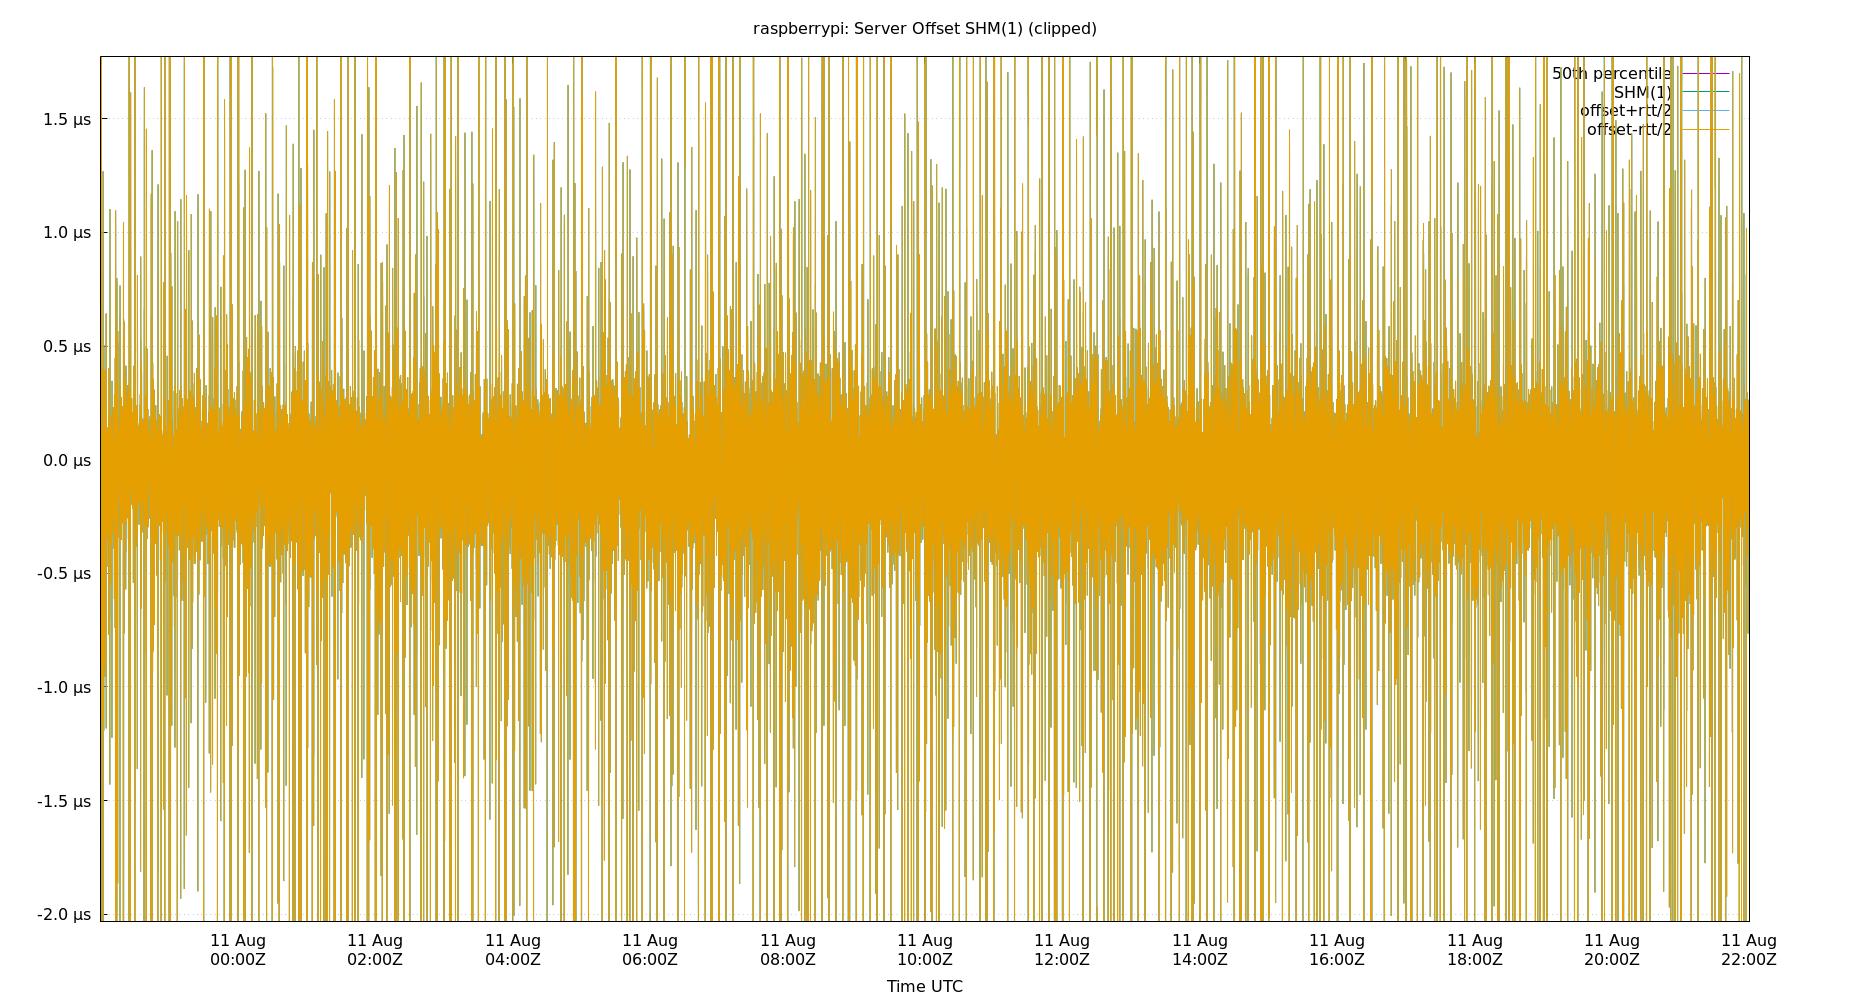 raspberrypi: Server Offset SHM(1) (clipped)
50th percentile
SHM(1)
offset+rtt/2
offset-rtt/2
1.5 µs
1.0 µs
0.5 µs
0.0 µs
-0.5 µs
-1.0 µs
-1.5 µs
-2.0 µs
11 Aug 11 Aug 11 Aug 11 Aug 11 Aug 11 Aug 11 Aug 11 Aug 11 Aug 11 Aug 11 Aug 11 Aug
00:00Z 02:00Z 04:00Z 06:00Z 08:00Z 10:00Z 12:00Z 14:00Z 16:00Z 18:00Z 20:00Z 22:00Z
Time UTC